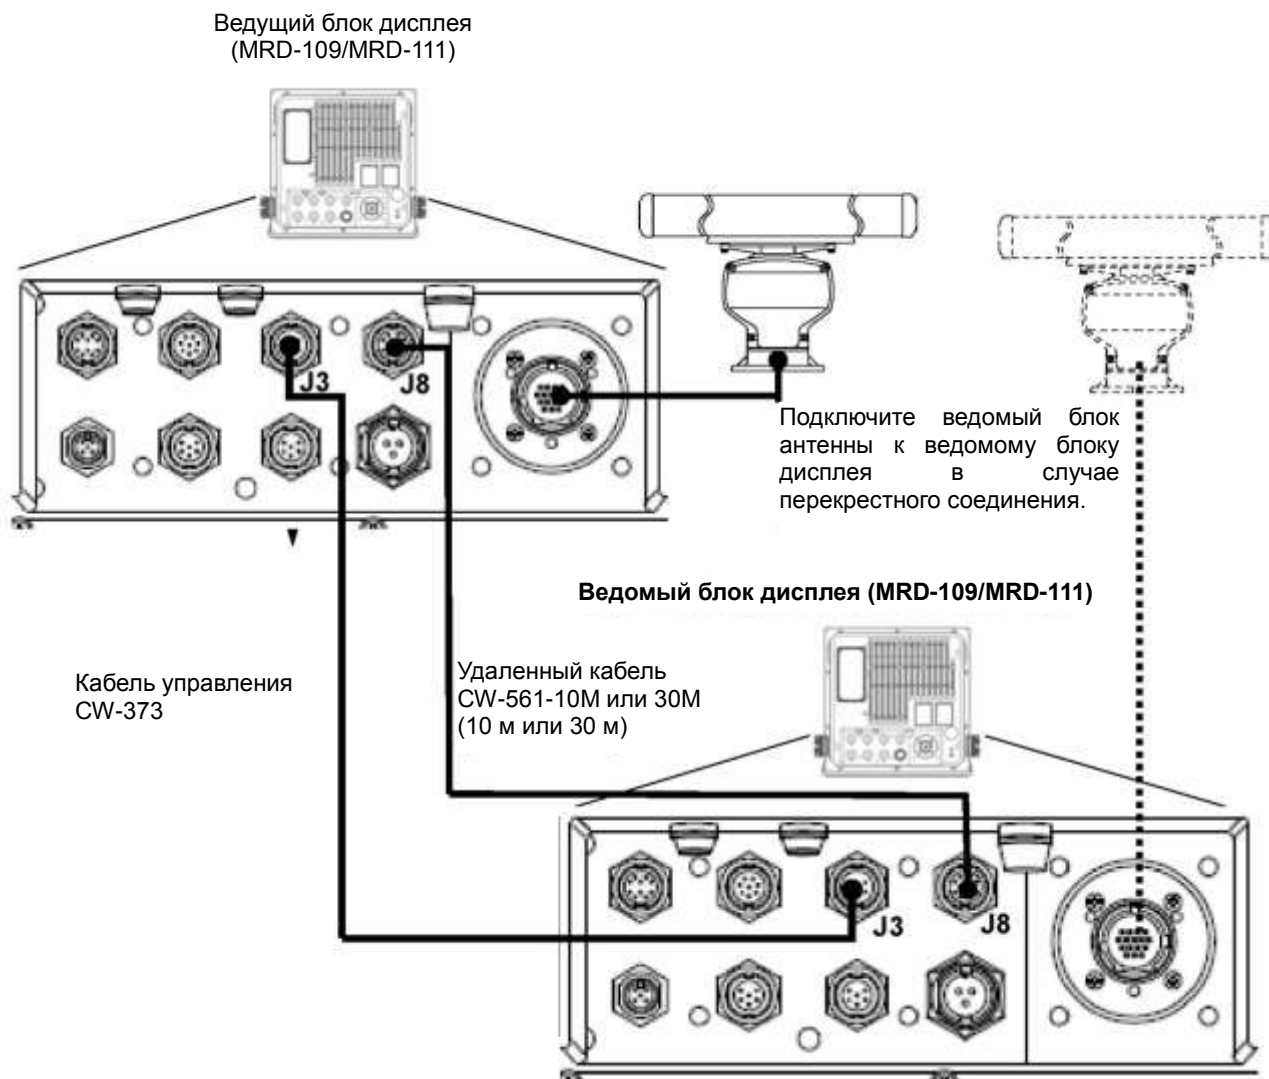 Ведущий блок дисплея
(MRD-109/MRD-111)
J3
J8
Подключите ведомый блок
антенны к ведомому блоку
дисплея в случае
перекрестного соединения.
Ведомый блок дисплея (MRD-109/MRD-111)
Кабель управления
CW-373
Удаленный кабель
CW-561-10M или 30M
(10 м или 30 м)
J3
J8